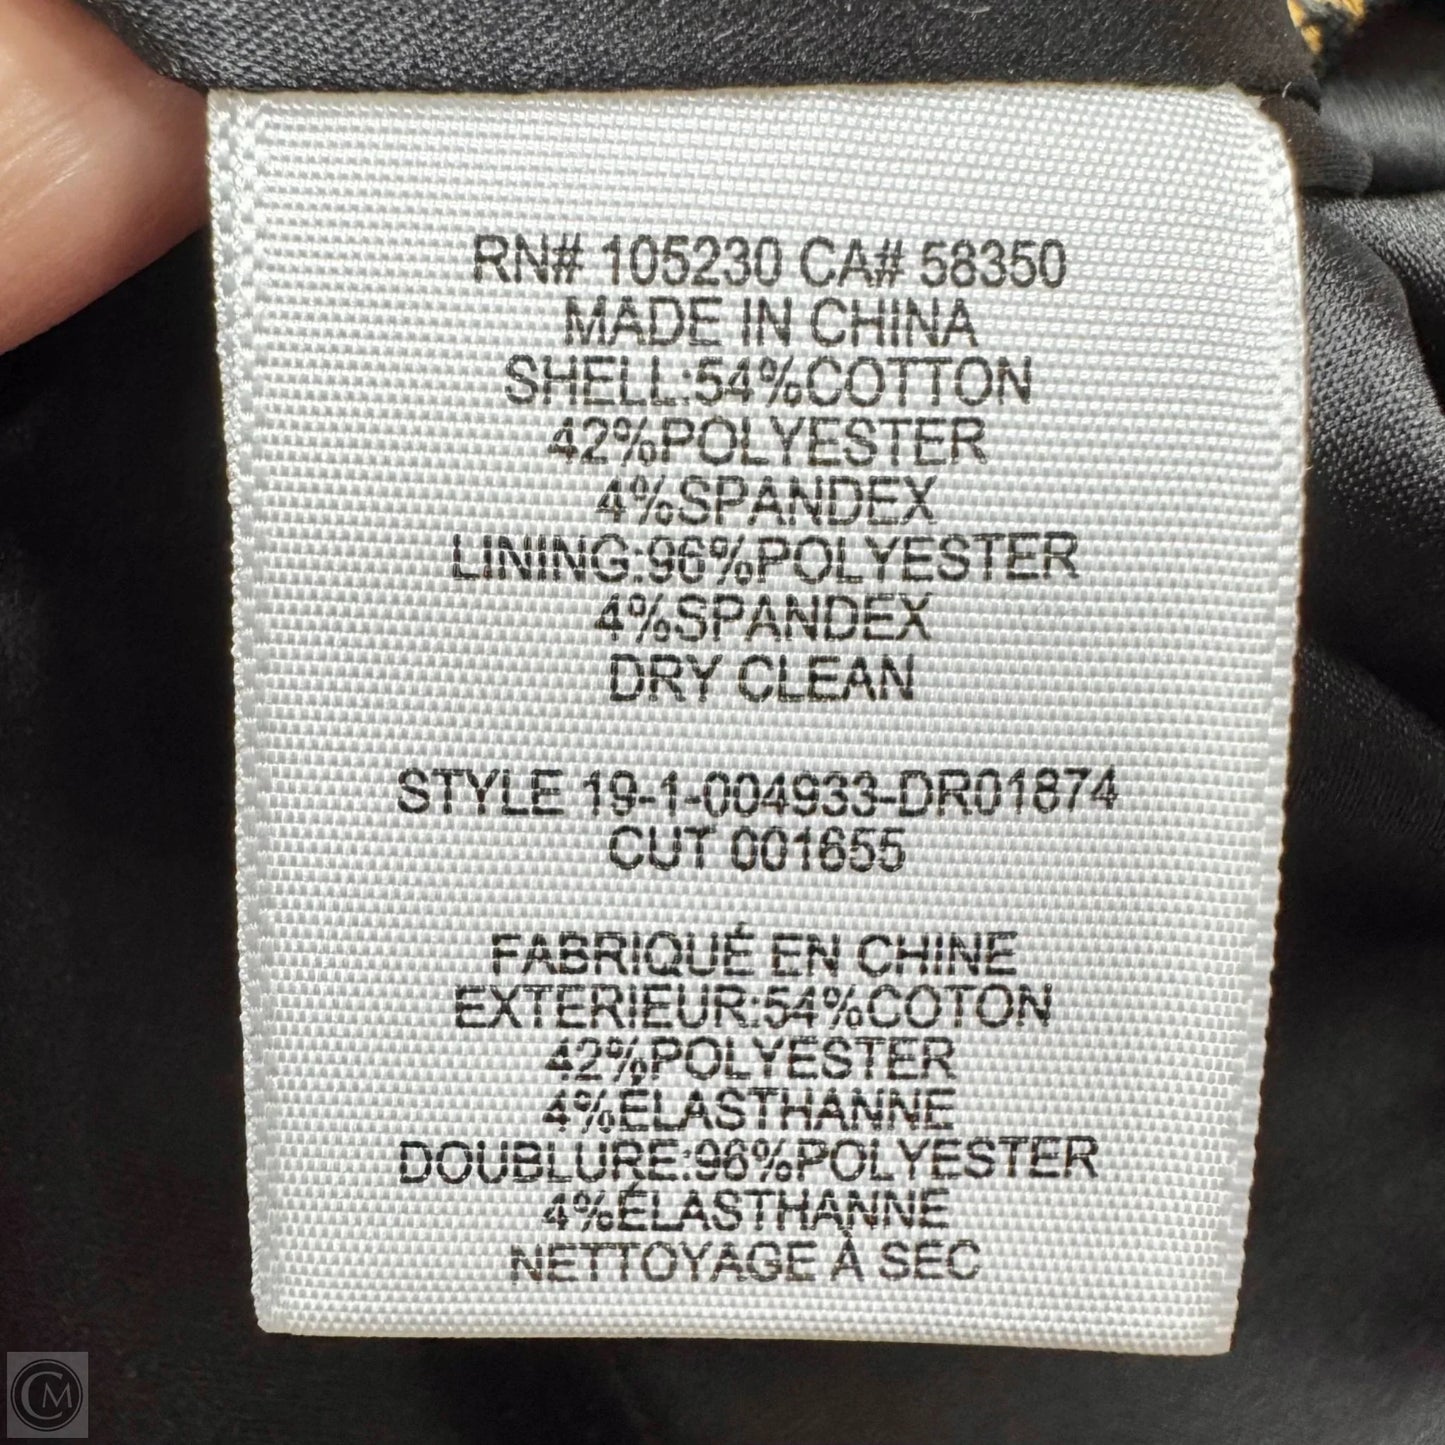 RN# 105230 CA# 58350
MADE IN CHINA
SHELL:54%COTTON
42%POLYESTER
4%SPANDEX
LINING:96%POLYESTER
4%SPANDEX
DRY CLEAN
STYLE 19-1-004933-DR01874
CUT 001655
FABRIQUÉ EN CHINE
EXTERIEUR:54%COTON
42%POLYESTER
4%ÉLASTHANNE
DOUBLURE:96%POLYESTER
4%ÉLASTHANNE
NETTOYAGE À SEC
CM